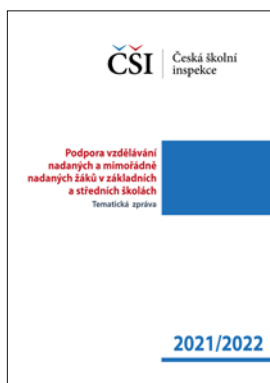 ČŠI
Česká školní
inspekce
Podpora vzdělávání
nadaných a mimořádně
nadaných žáků v základních
a středních školách
Tematická zpráva
2021/2022